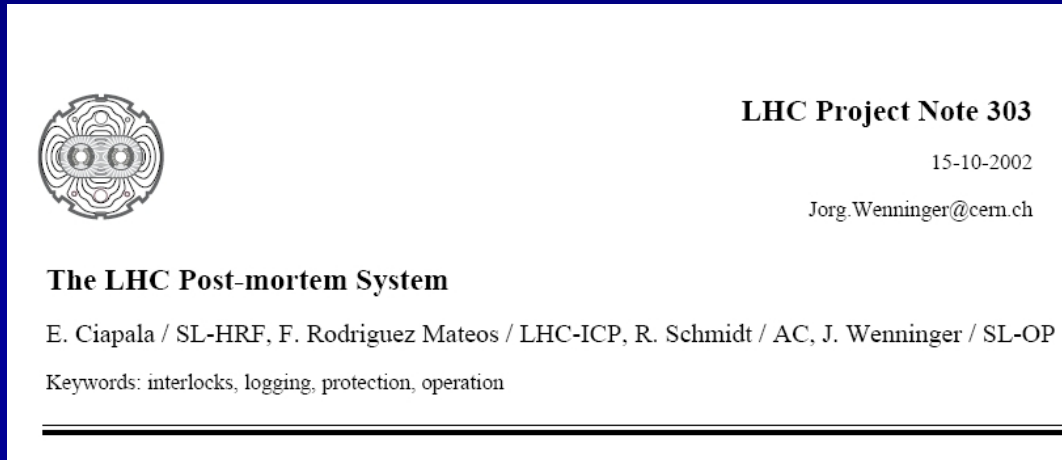 LHC Project Note 303
15-10-2002
Jorg.Wenninger@cern.ch
The LHC Post-mortem System
E. Ciapala / SL-HRF, F. Rodriguez Mateos / LHC-ICP, R. Schmidt / AC, J. Wenninger / SL-OP
Keywords: interlocks, logging, protection, operation